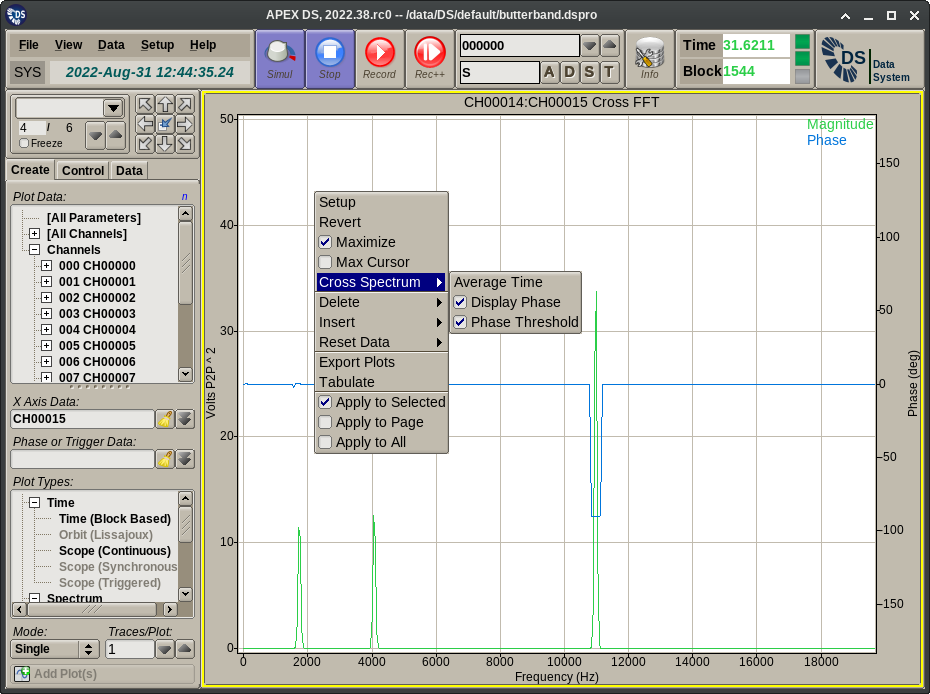 DS
APEX DS, 2022.38.rc0 -- /data/DS/default/butterband.dspro
File View Data Setup Help
SYS 2022-Aug-31 12:44:35.24
Simul
Stop
Record
Rec++
000000
S A D S T
Info
Time 31.6211
Block 1544
DS Data System
4 / 6
Freeze
Create Control Data
Plot Data: n
[All Parameters]
[All Channels]
Channels
000 CH00000
001 CH00001
002 CH00002
003 CH00003
004 CH00004
005 CH00005
006 CH00006
007 CH00007
X Axis Data:
CH00015
Phase or Trigger Data:
Plot Types:
Time
Time (Block Based)
Orbit (Lissajoux)
Scope (Continuous)
Scope (Synchronous
Scope (Triggered)
Spectrum
Mode: Traces/Plot:
Single 1
Add Plot(s)
CH00014:CH00015 Cross FFT
Magnitude
Phase
50
40
30
20
10
0
Volts P2P ^ 2
150
100
50
0
-50
-100
-150
Phase (deg)
0 2000 4000 6000 8000 10000 12000 14000 16000 18000
Frequency (Hz)
Setup
Revert
Maximize
Max Cursor
Cross Spectrum
Delete
Insert
Reset Data
Export Plots
Tabulate
Apply to Selected
Apply to Page
Apply to All
Average Time
Display Phase
Phase Threshold